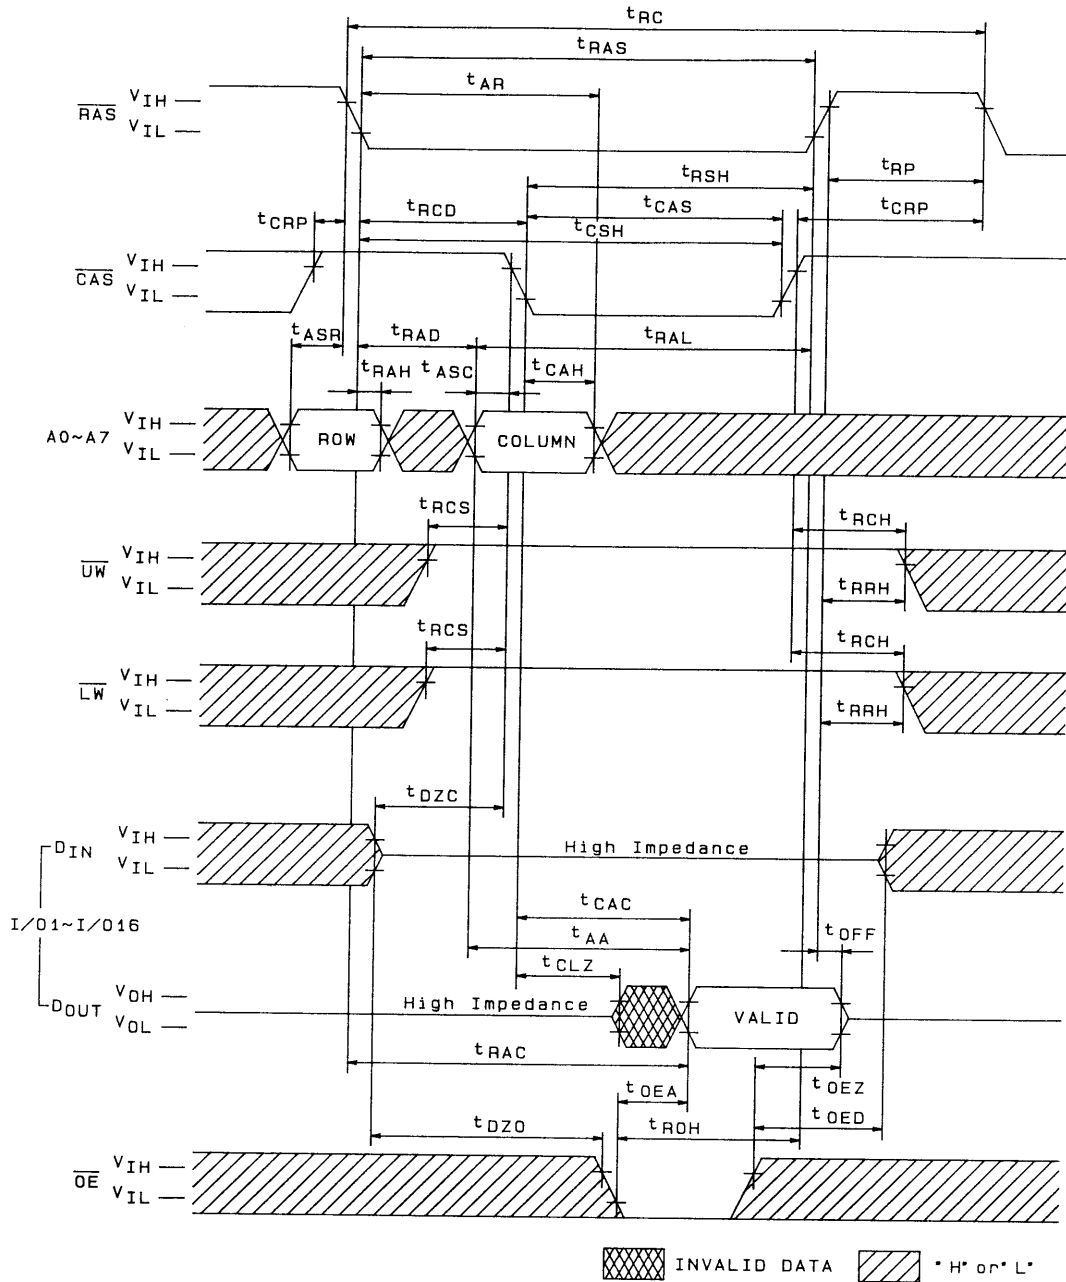 tRC
tRAS
tAR
RAS VIH
VIL
tRP
tRSH
tCRP tRCD tCAS tCRP
tCSH
CAS VIH
VIL
tASR tRAD tRAL
tRAH tASC tCAH
A0~A7 VIH
VIL
ROW COLUMN
tRCS tRCH
UW VIH
VIL
tRRH
tRCS tRCH
LW VIH
VIL
tRRH
tDZC
DIN VIH
VIL
High Impedance
I/O1~I/O16
tCAC
tAA tOFF
tCLZ
DOUT VOH
VOL
High Impedance VALID
tRAC
tOEA tOEZ
tDZO tROH tOED
OE VIH
VIL
INVALID DATA "H" or "L"